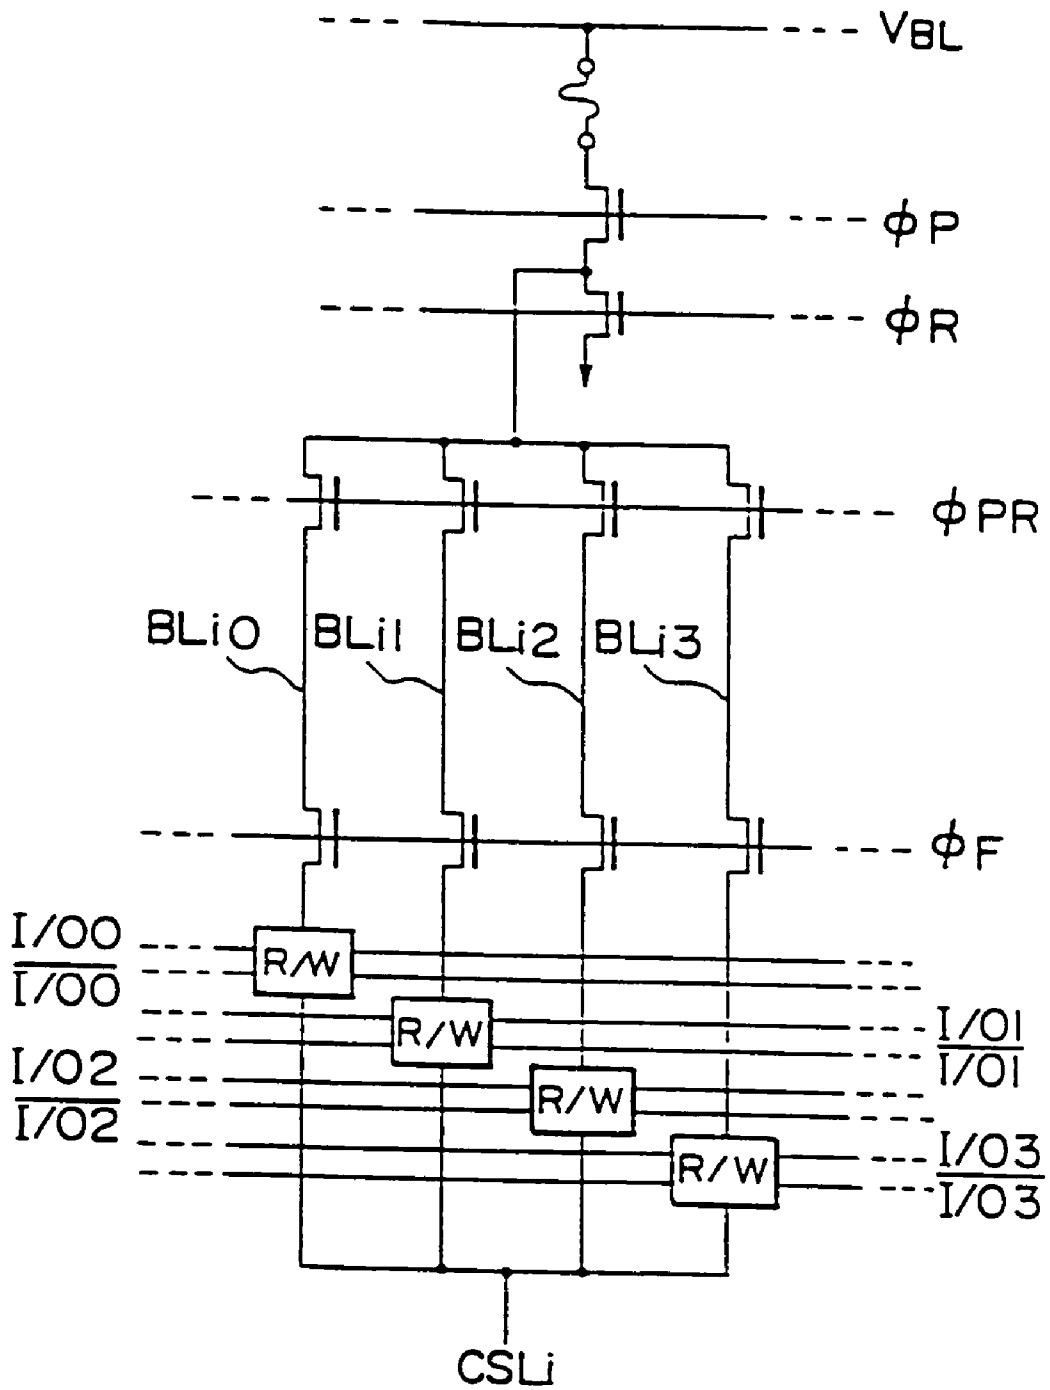 VBL
ϕP
ϕR
ϕPR
BLi0 BLi1 BLi2 BLi3
ϕF
I/O0
I/O0
R/W
R/W
I/O1
I/O1
I/O2
I/O2
R/W
R/W
I/O3
I/O3
CSLi